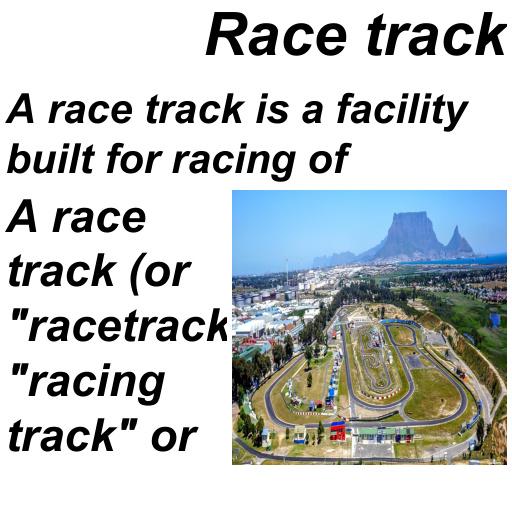 Race track
A race track is a facility
built for racing of
A race
track (or
"racetrack
"racing
track" or